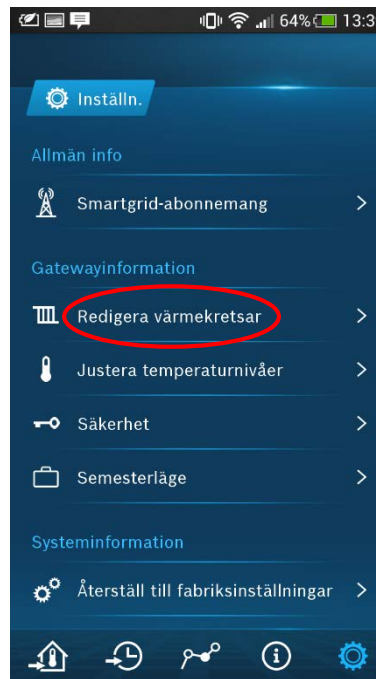 64% 13:3
Inställn.
Allmän info
Smartgrid-abonnemang
Gatewayinformation
Redigera värmekretsar
Justera temperaturnivåer
Säkerhet
Semesterläge
Systeminformation
Återställ till fabriksinställningar